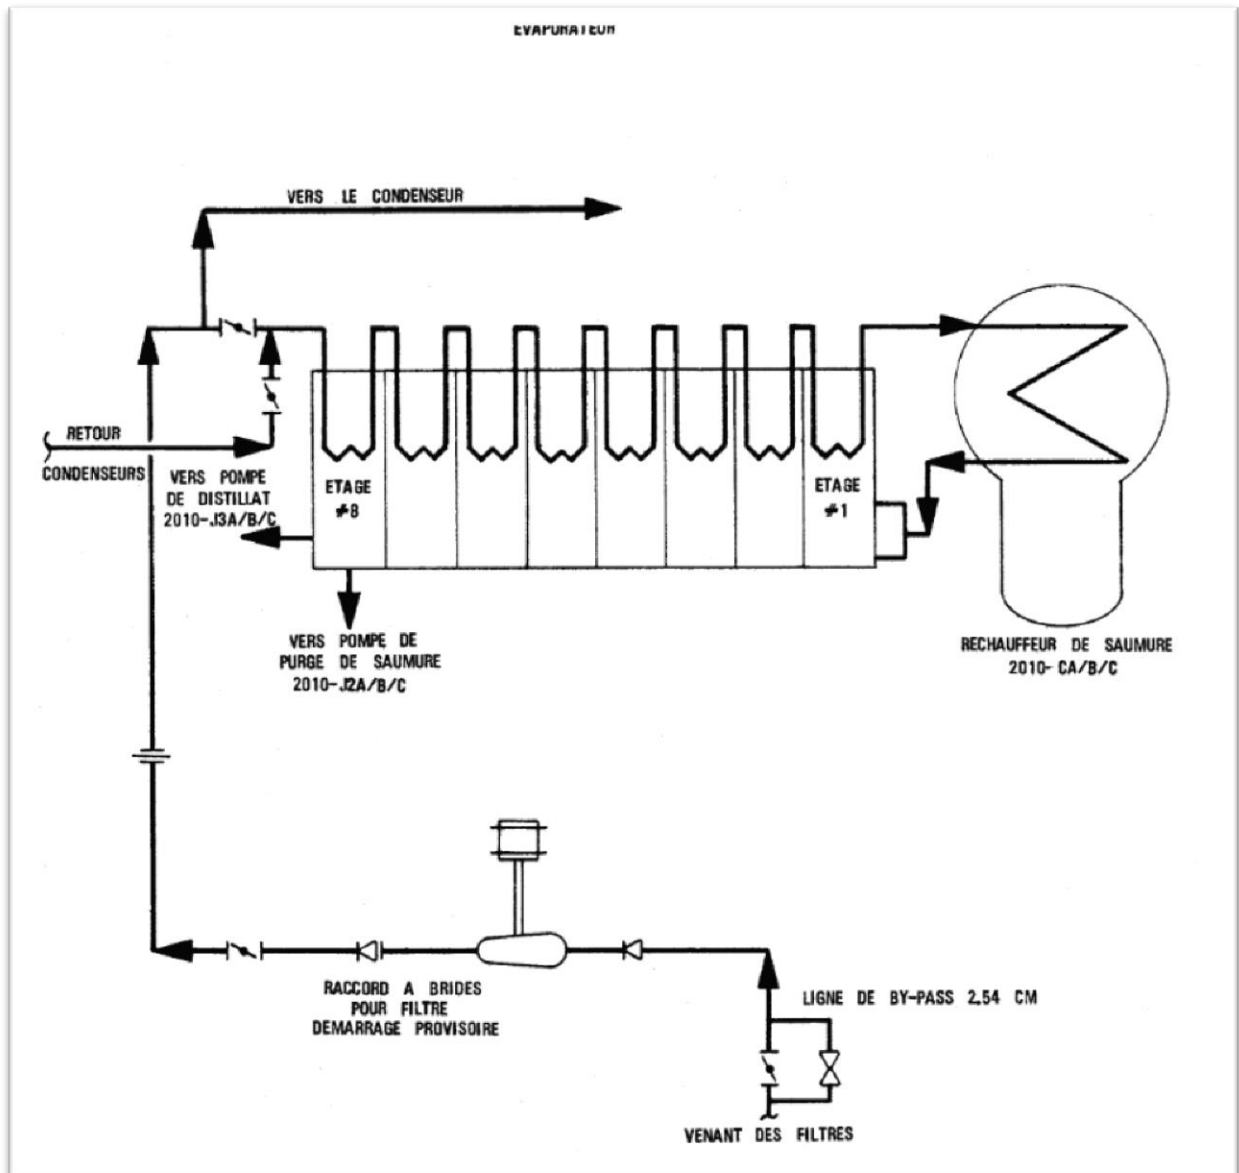 EVAPORATEUR
VERS LE CONDENSEUR
RETOUR
CONDENSEURS
VERS POMPE
DE DISTILLAT
2010-J3A/B/C
ETAGE
#8
ETAGE
#1
VERS POMPE DE
PURGE DE SAUMURE
2010-J2A/B/C
RECHAUFFEUR DE SAUMURE
2010- CA/B/C
RACCORD A BRIDES
POUR FILTRE
DEMARRAGE PROVISOIRE
LIGNE DE BY-PASS 2.54 CM
VENANT DES FILTRES